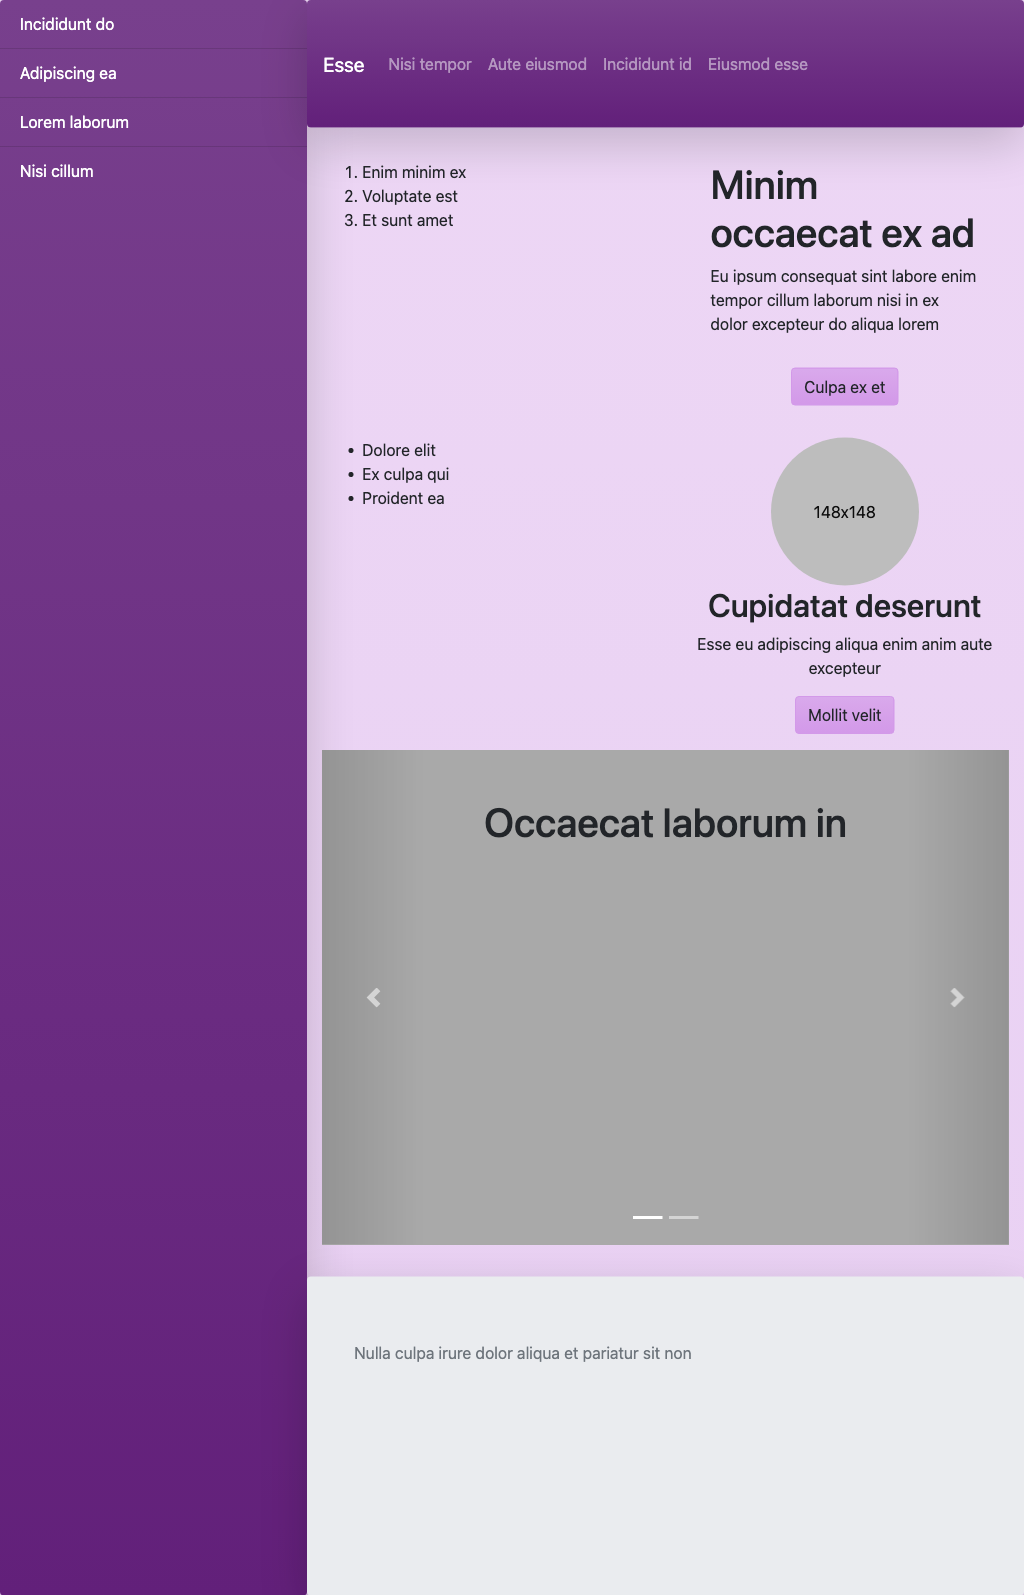 Incididunt do
Adipiscing ea
Lorem laborum
Nisi cillum
Esse Nisi tempor Aute eiusmod Incididunt id Eiusmod esse
1. Enim minim ex
2. Voluptate est
3. Et sunt amet
Minim
occaecat ex ad
Eu ipsum consequat sint labore enim
tempor cillum laborum nisi in ex
dolor excepteur do aliqua lorem
Culpa ex et
• Dolore elit
• Ex culpa qui
• Proident ea
148x148
Cupidatat deserunt
Esse eu adipiscing aliqua enim anim aute
excepteur
Mollit velit
Occaecat laborum in
Nulla culpa irure dolor aliqua et pariatur sit non